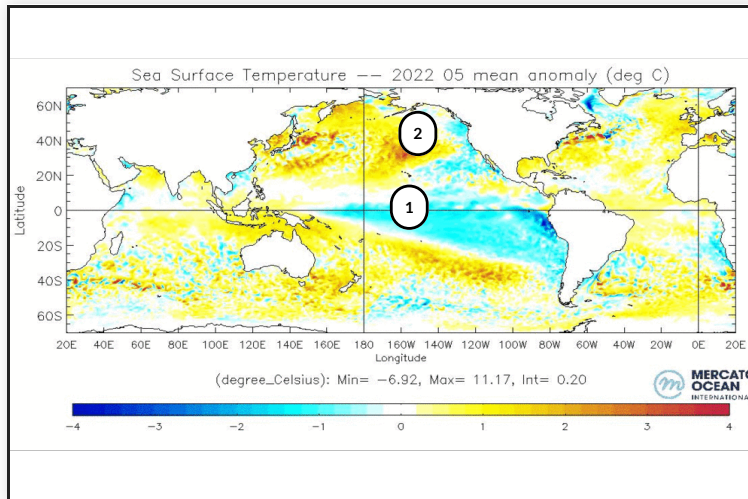 Sea Surface Temperature -- 2022 05 mean anomaly (deg C)
60N
2
40N
20N
1
0
20S
40S
60S
Latitude
20E 40E 60E 80E 100E 120E 140E 160E 180 160W 140W 120W 100W 80W 60W 40W 20W 0 20E
Longitude
(degree_Celsius): Min= -6.92, Max= 11.17, Int= 0.20
MERCATO
OCEAN
INTERNATIONA
-4 -3 -2 -1 0 1 2 3 4